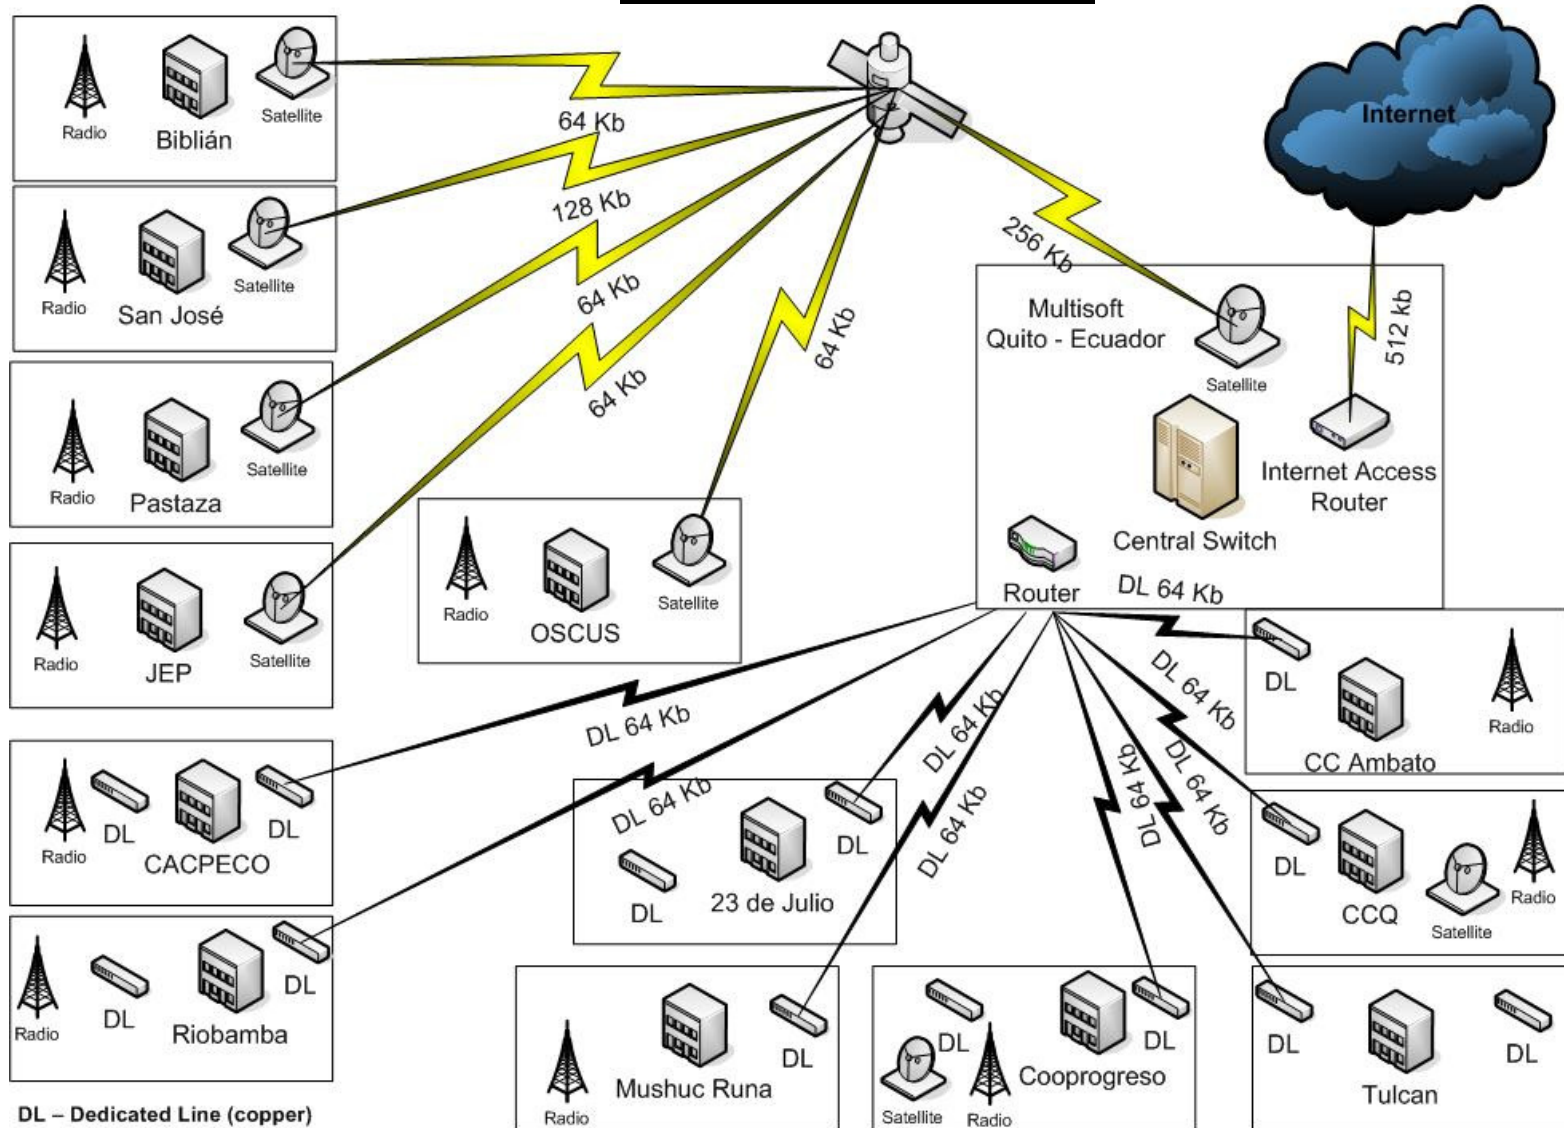 Radio
Biblián
Satellite
64 Kb
Internet
Radio
San José
Satellite
128 Kb
256 Kb
Multisoft
Quito - Ecuador
Satellite
512 kb
64 Kb
64 Kb
64 Kb
Radio
Pastaza
Satellite
Internet Access
Router
Central Switch
Router
DL 64 Kb
Radio
JEP
Satellite
Radio
OSCUS
Satellite
DL 64 Kb
DL 64 Kb
DL 64 Kb
DL 64 Kb
DL 64 Kb
DL 64 Kb
DL 64 Kb
DL
CC Ambato
Radio
Radio
DL
CACPECO
DL
DL
23 de Julio
DL
DL
CCQ
Satellite
Radio
Radio
DL
Riobamba
DL
Radio
Mushuc Runa
DL
Satellite
DL
Radio
Cooprogreso
DL
DL
Tulcan
DL
DL – Dedicated Line (copper)